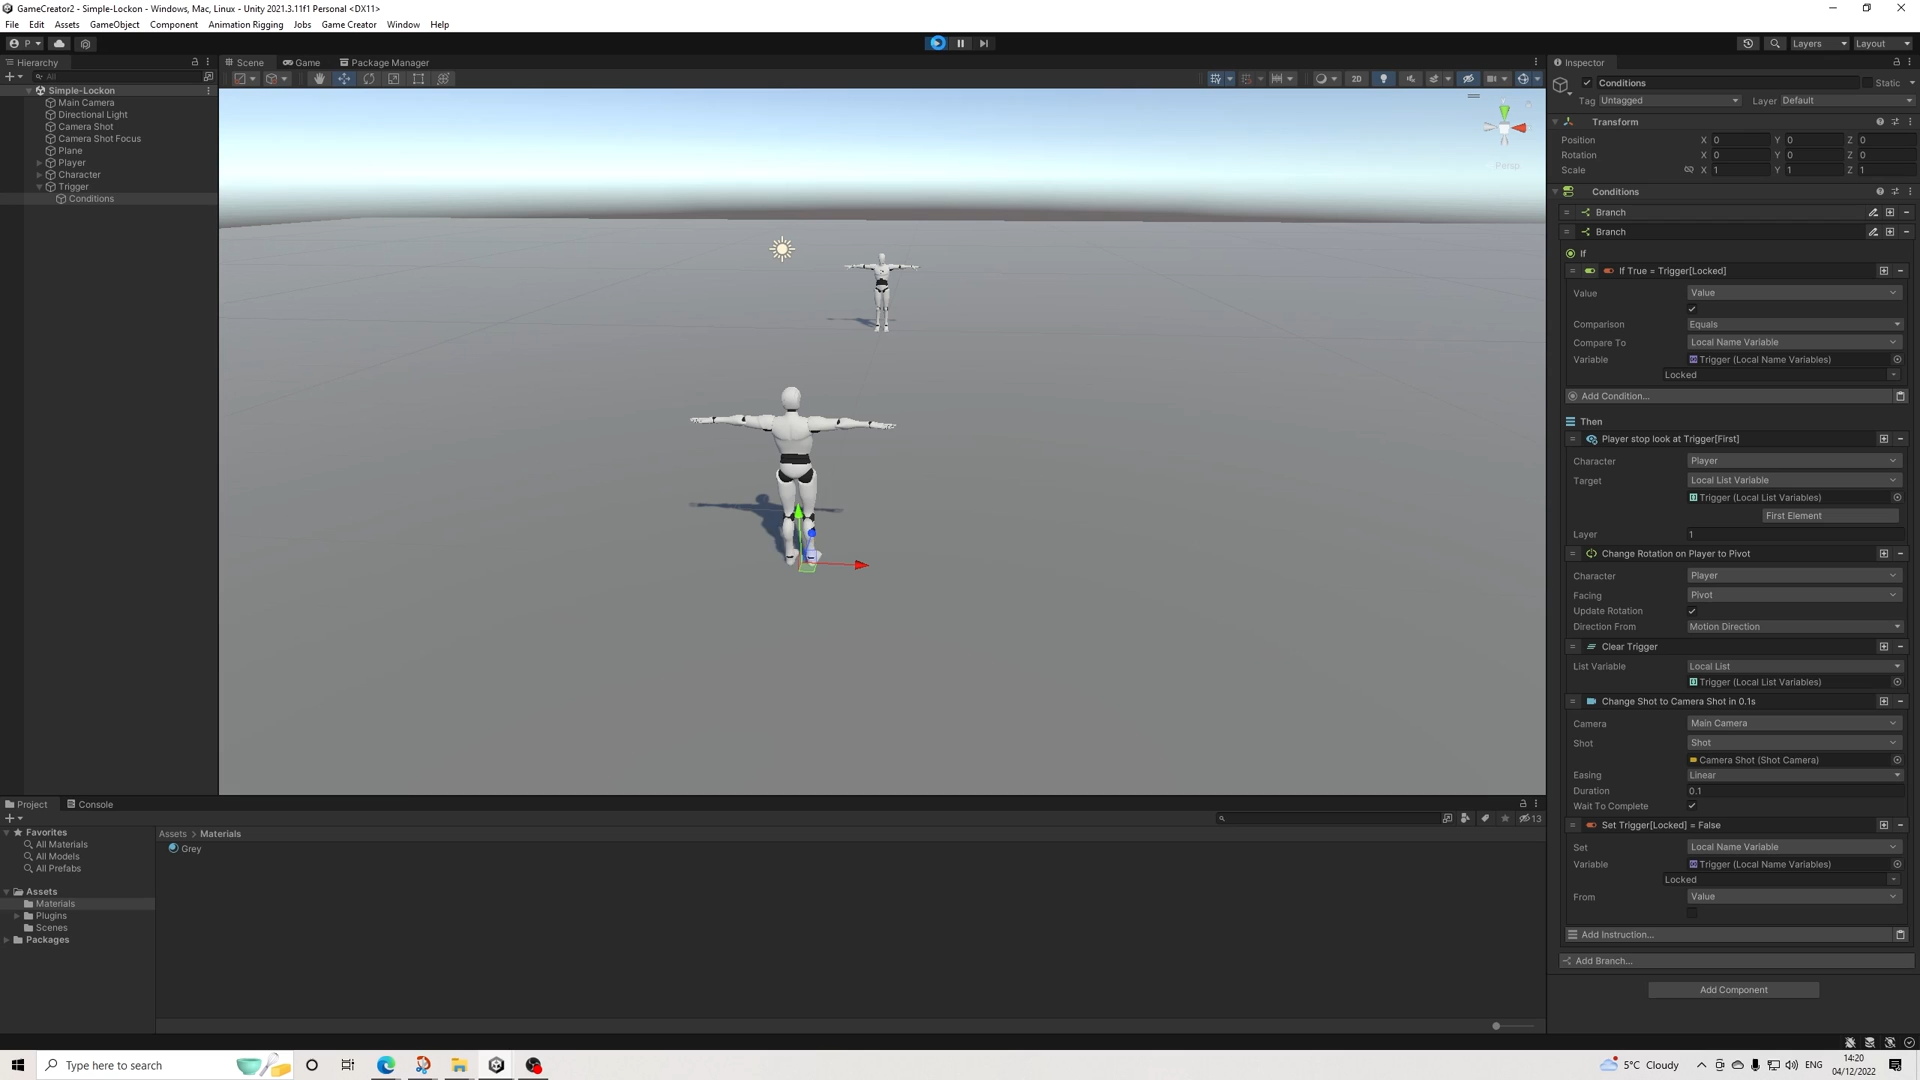 GameCreator2 - Simple-Lockon - Windows, Mac, Linux - Unity 2021.3.11f1 Personal <DX11>
File Edit Assets GameObject Component Animation Rigging Jobs Game Creator Window Help
P
Layers Layout
Hierarchy
All
Simple-Lockon
Main Camera
Directional Light
Camera Shot
Camera Shot Focus
Plane
Player
Character
Trigger
Conditions
Scene Game Package Manager
2D
Persp
Inspector
Conditions Static
Tag Untagged Layer Default
Transform
Position X 0 Y 0 Z 0
Rotation X 0 Y 0 Z 0
Scale X 1 Y 1 Z 1
Conditions
Branch
Branch
If
If True = Trigger[Locked]
Value Value
Comparison Equals
Compare To Local Name Variable
Variable Trigger (Local Name Variables)
Locked
Add Condition...
Then
Player stop look at Trigger[First]
Character Player
Target Local List Variable
Trigger (Local List Variables)
First Element
Layer 1
Change Rotation on Player to Pivot
Character Player
Facing Pivot
Update Rotation
Direction From Motion Direction
Clear Trigger
List Variable Local List
Trigger (Local List Variables)
Change Shot to Camera Shot in 0.1s
Camera Main Camera
Shot Shot
Camera Shot (Shot Camera)
Easing Linear
Duration 0.1
Wait To Complete
Set Trigger[Locked] = False
Set Local Name Variable
Variable Trigger (Local Name Variables)
Locked
From Value
Add Instruction...
Add Branch...
Add Component
Project Console
13
Favorites
All Materials
All Models
All Prefabs
Assets
Materials
Plugins
Scenes
Packages
Assets > Materials
Grey
Type here to search
5°C Cloudy
ENG
14:20
04/12/2022